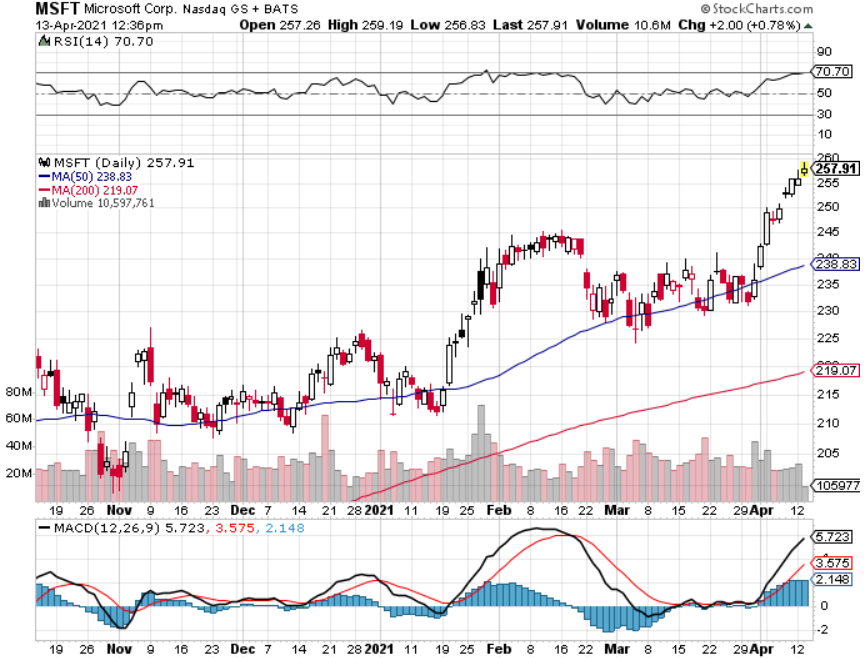 MSFT Microsoft Corp. Nasdaq GS + BATS © StockCharts.com
13-Apr-2021 12:36pm Open 257.26 High 259.19 Low 256.83 Last 257.91 Volume 10.6M Chg +2.00 (+0.78%)
RSI(14) 70.70
90
70.70
50
30
10
MSFT (Daily) 257.91
MA(50) 238.83
MA(200) 219.07
Volume 10,597,761
260
257.91
255
250
245
240
238.83
235
230
225
220
219.07
215
210
205
80M
60M
40M
20M
105977
19 26 Nov 9 16 23 Dec 7 14 21 28 2021 11 19 25 Feb 8 16 22 Mar 8 15 22 29 Apr 12
MACD(12,26,9) 5.723, 3.575, 2.148
5.723
4
3.575
2.148
0
-2
19 26 Nov 9 16 23 Dec 7 14 21 28 2021 11 19 25 Feb 8 16 22 Mar 8 15 22 29 Apr 12